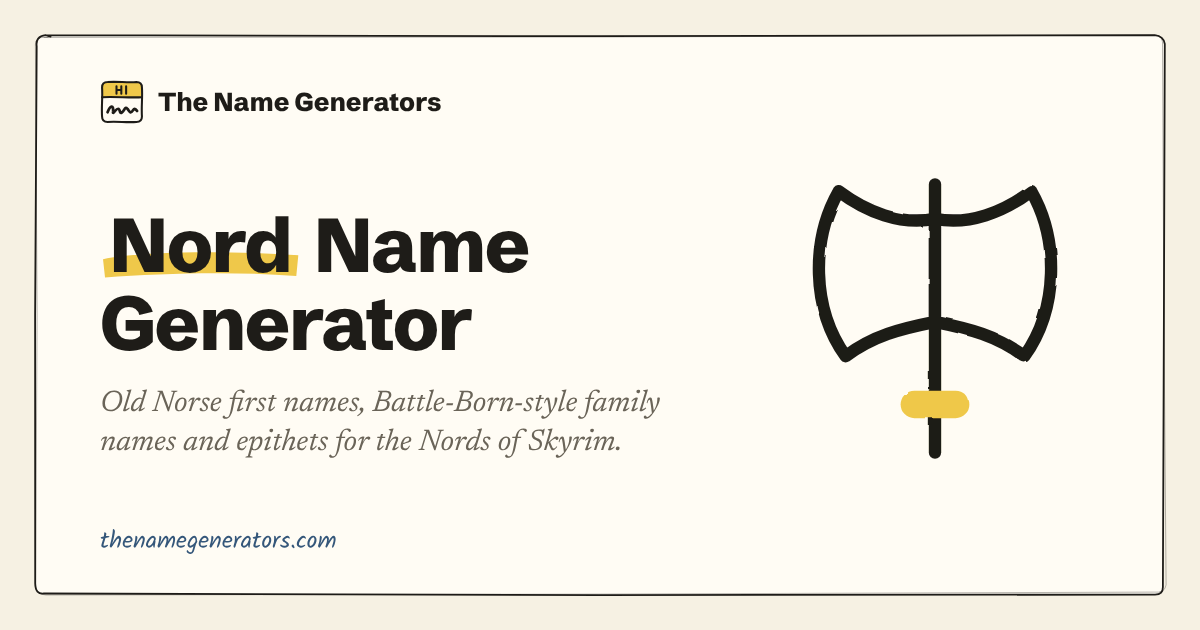 HI
The Name Generators
Nord Name
Generator
Old Norse first names, Battle-Born-style family
names and epithets for the Nords of Skyrim.
thenamegenerators.com